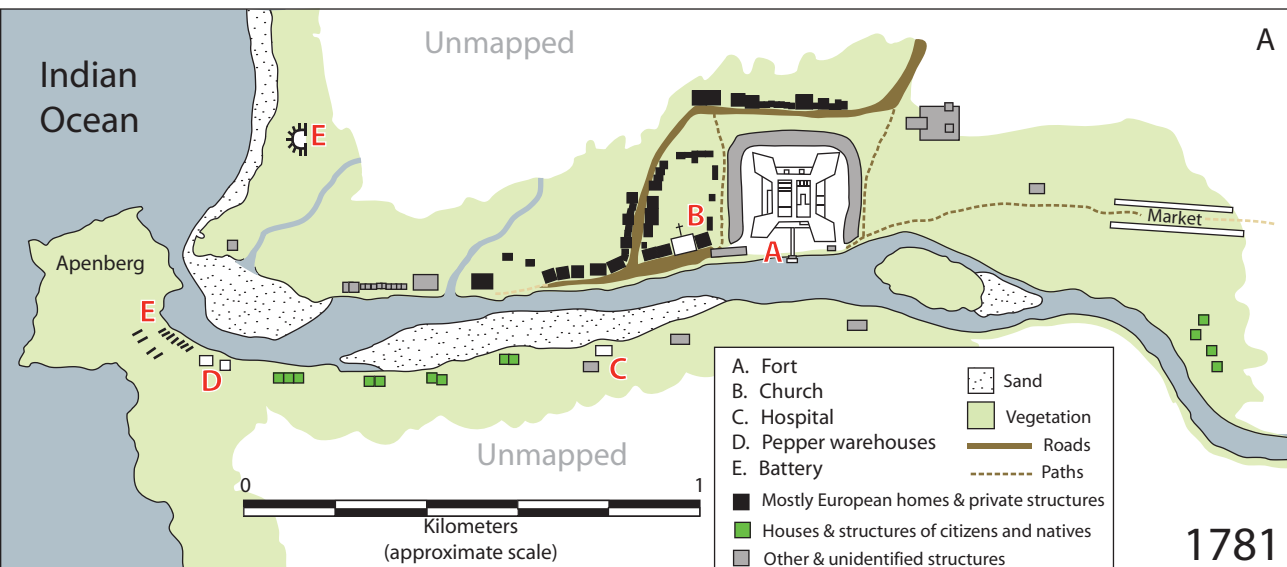 Unmapped
A
Indian
Ocean
E
B
Market
A
Apenberg
E
D
C
Unmapped
0
1
Kilometers
(approximate scale)
A. Fort
B. Church
C. Hospital
D. Pepper warehouses
E. Battery
Sand
Vegetation
Roads
Paths
Mostly European homes & private structures
Houses & structures of citizens and natives
Other & unidentified structures
1781